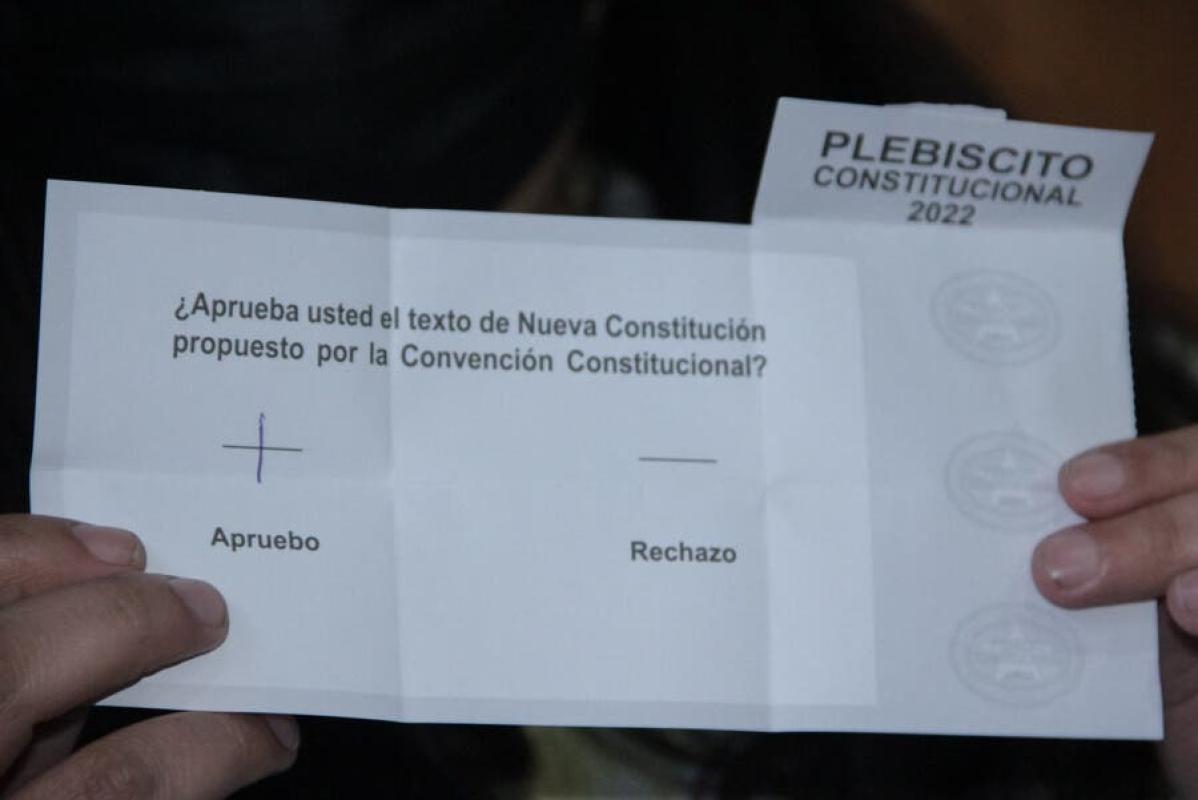 PLEBISCITO
CONSTITUCIONAL
2022
¿Aprueba usted el texto de Nueva Constitución
propuesto por la Convención Constitucional?
Apruebo
Rechazo